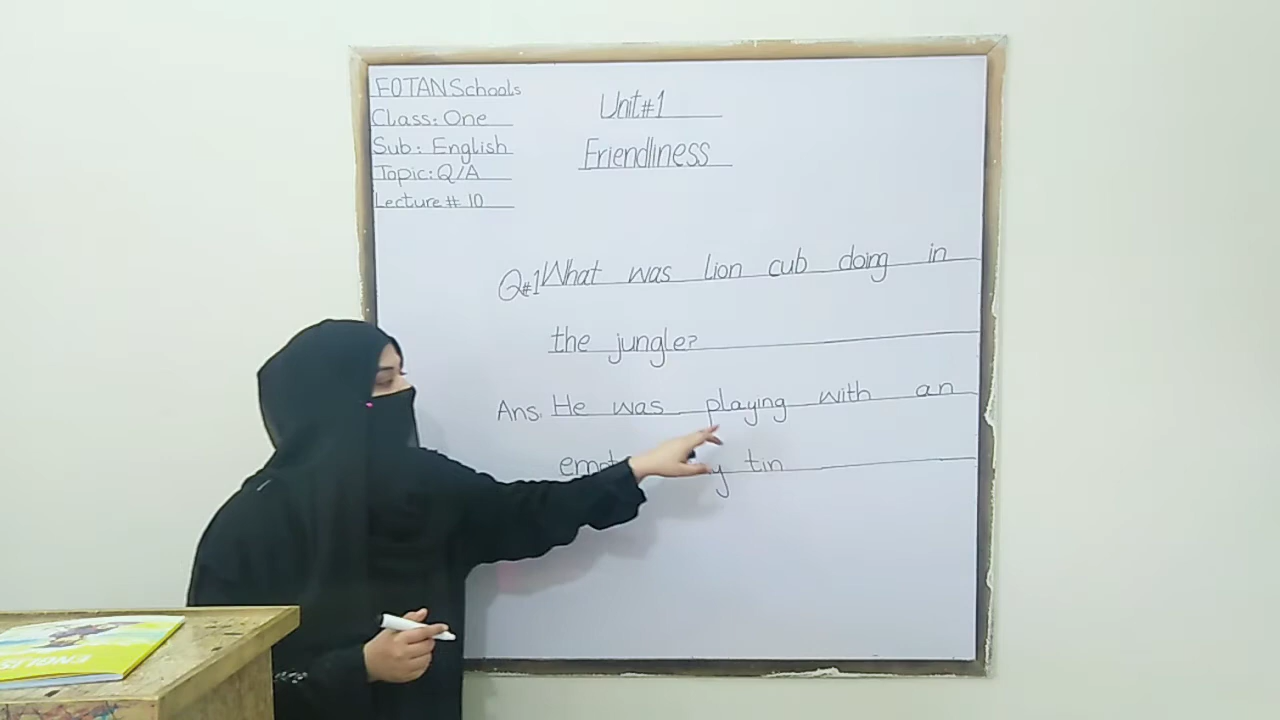 EOTAN Schools
Class: One
Sub: English
Topic: Q/A
Lecture # 10
Unit#1
Friendliness
Q#1 What was lion cub doing in
the jungle?
Ans. He was playing with an
tin